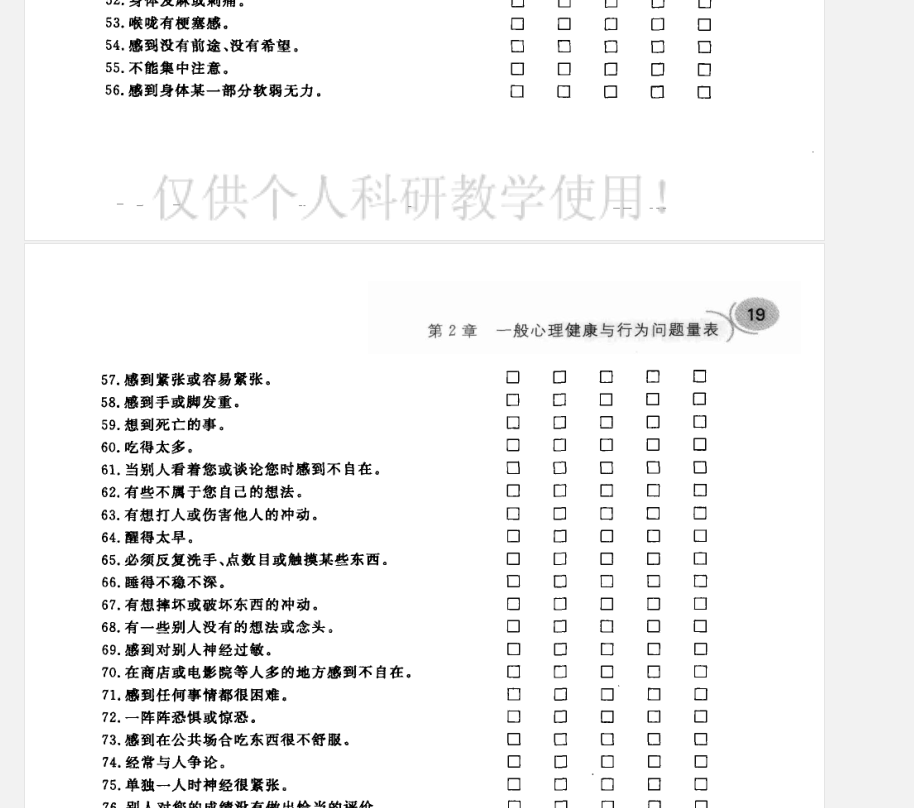 52.身体发麻或刺痛。
53.喉咙有梗塞感。
54.感到没有前途、没有希望。
55.不能集中注意。
56.感到身体某一部分软弱无力。
仅供个人科研教学使用!
19
第2章 一般心理健康与行为问题量表
57.感到紧张或容易紧张。
58.感到手或脚发重。
59.想到死亡的事。
60.吃得太多。
61.当别人看着您或谈论您时感到不自在。
62.有些不属于您自己的想法。
63.有想打人或伤害他人的冲动。
64.醒得太早。
65.必须反复洗手、点数目或触摸某些东西。
66.睡得不稳不深。
67.有想摔坏或破坏东西的冲动。
68.有一些别人没有的想法或念头。
69.感到对别人神经过敏。
70.在商店或电影院等人多的地方感到不自在。
71.感到任何事情都很困难。
72.一阵阵恐惧或惊恐。
73.感到在公共场合吃东西很不舒服。
74.经常与人争论。
75.单独一人时神经很紧张。
76.别人对您的成绩没有做出恰当的评价